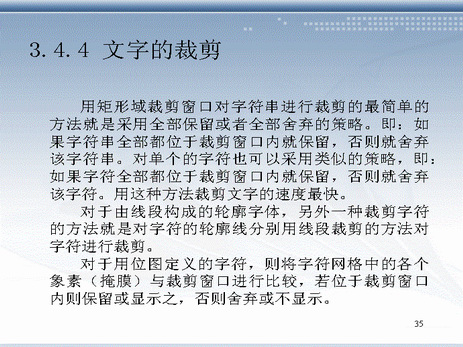 3.4.4 文字的裁剪
用矩形域裁剪窗口对字符串进行裁剪的最简单的
方法就是采用全部保留或者全部舍弃的策略。即：如
果字符串全部都位于裁剪窗口内就保留，否则就舍弃
该字符串。对单个的字符也可以采用类似的策略，即：
如果字符全部都位于裁剪窗口内就保留，否则就舍弃
该字符。用这种方法裁剪文字的速度最快。
对于由线段构成的轮廓字体，另外一种裁剪字符
的方法就是对字符的轮廓线分别用线段裁剪的方法对
字符进行裁剪。
对于用位图定义的字符，则将字符网格中的各个
象素（掩膜）与裁剪窗口进行比较，若位于裁剪窗口
内则保留或显示之，否则舍弃或不显示。
35